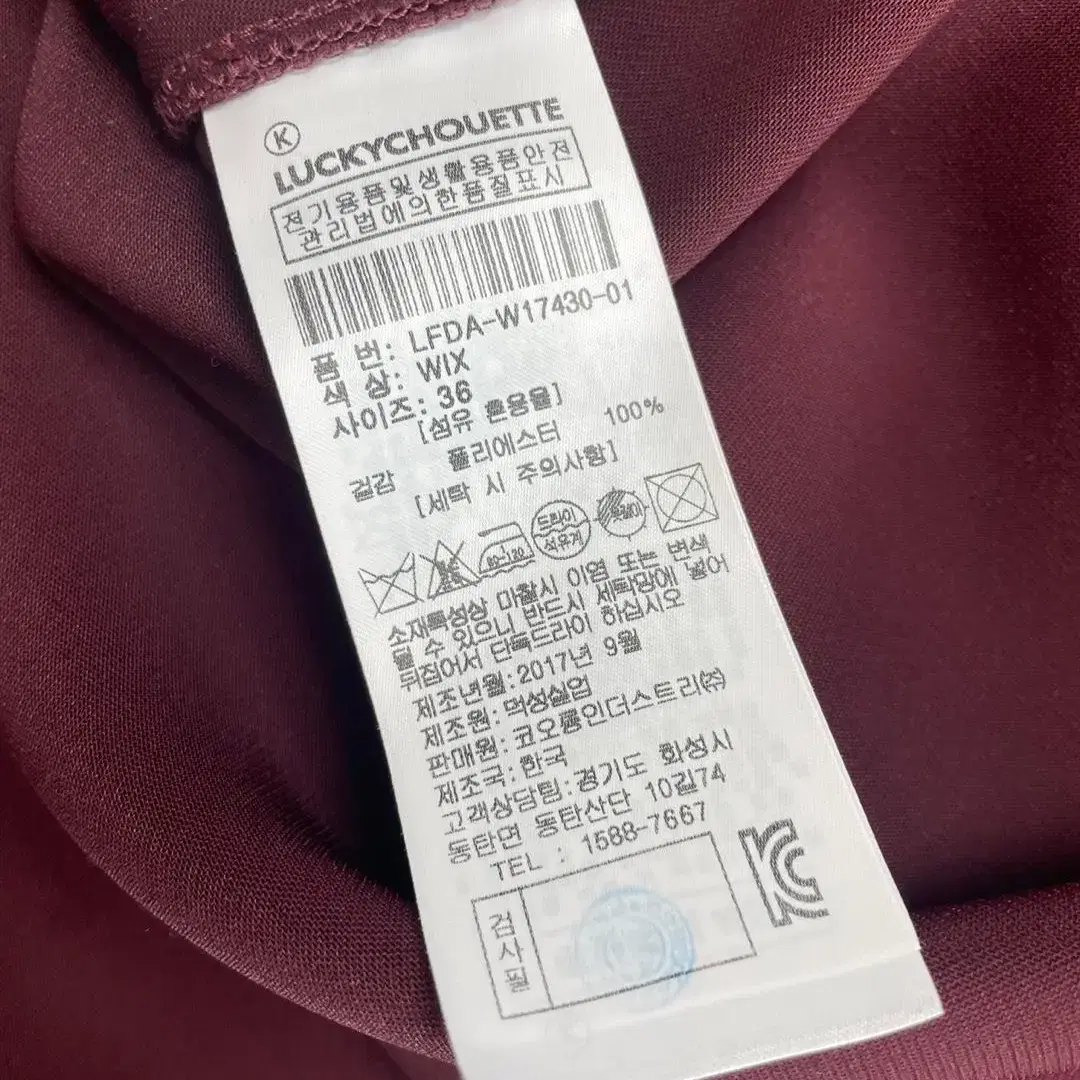 K
LUCKYCHOUETTE
전기용품및생활용품안전
관리법에의한품질표시
품 번: LFDA-W17430-01
색 상: WIX
사이즈: 36
[섬유 혼용율]
겉감 폴리에스터 100%
[세탁 시 주의사항]
80~120
드라이
석유계
소재특성상 마찰시 이염 또는 변색
될 수 있으니 반드시 세탁망에 넣어
뒤집어서 단독드라이 하십시오
제조년월: 2017년 9월
제조원: 먹성실업
판매원: 코오롱인더스트리(주)
제조국: 한국
고객상담팀: 경기도 화성시
동탄면 동탄산단 10길74
TEL : 1588-7667
검사필